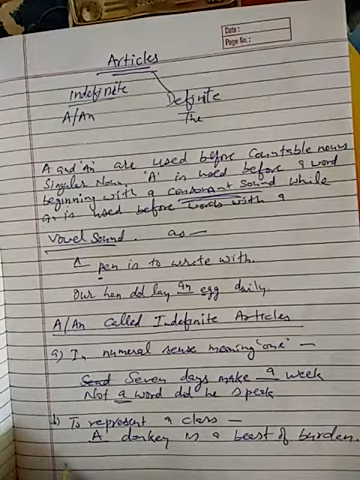 Date :
Page No. :
Articles
Indefinite
Definite
A/An
The
A and 'An' are used before Countable nouns
Singular Noun, 'A' is used before a word
beginning with a consonant sound while
an is used before words with a
Vowel Sound. as —
A pen is to write with.
Our hen did lay an egg daily.
A/An called Indefinite Articles
a) In numeral sense meaning 'one' —
Seven days make a week
Not a word did he speak
b) To represent a class —
A donkey is a beast of burden.